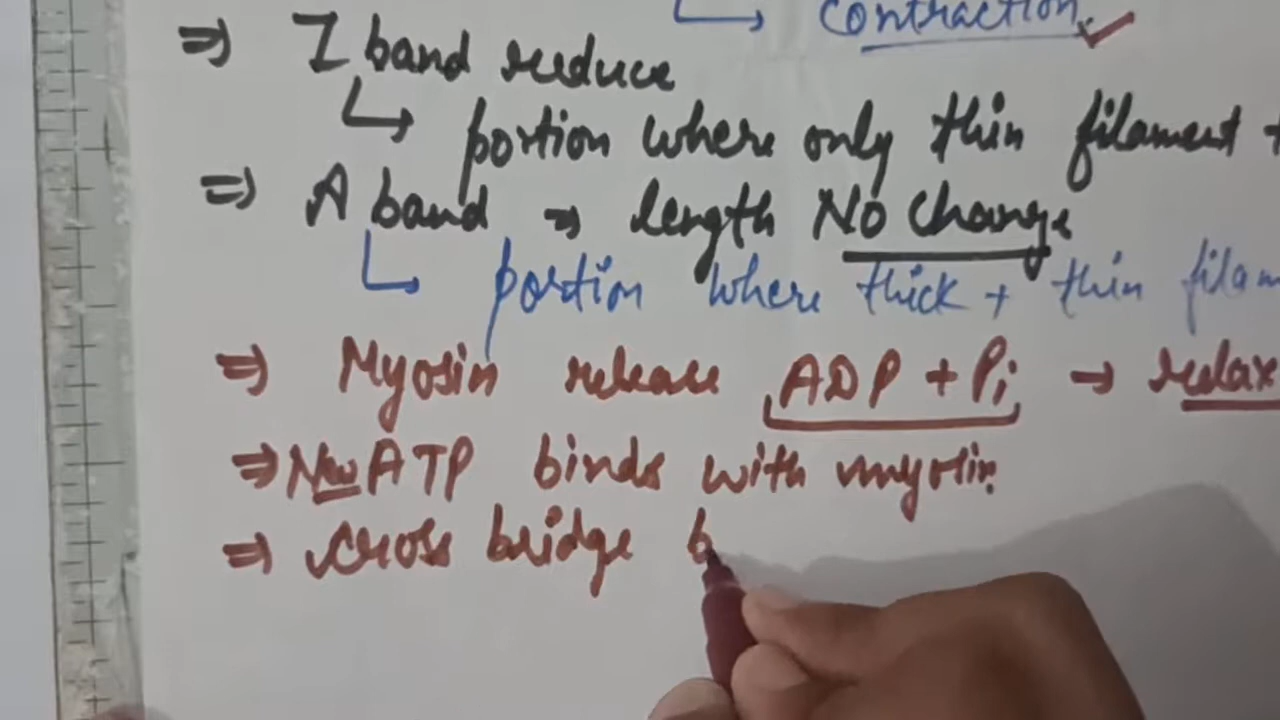 ↳ Contraction ✓
⇒ I band reduce
↳ portion where only thin filament +
⇒ A band ⇒ length No change
↳ portion where thick + thin filam
⇒ Myosin release ADP + Pi → relax
⇒ New ATP binds with myosin.
⇒ Cross bridge b